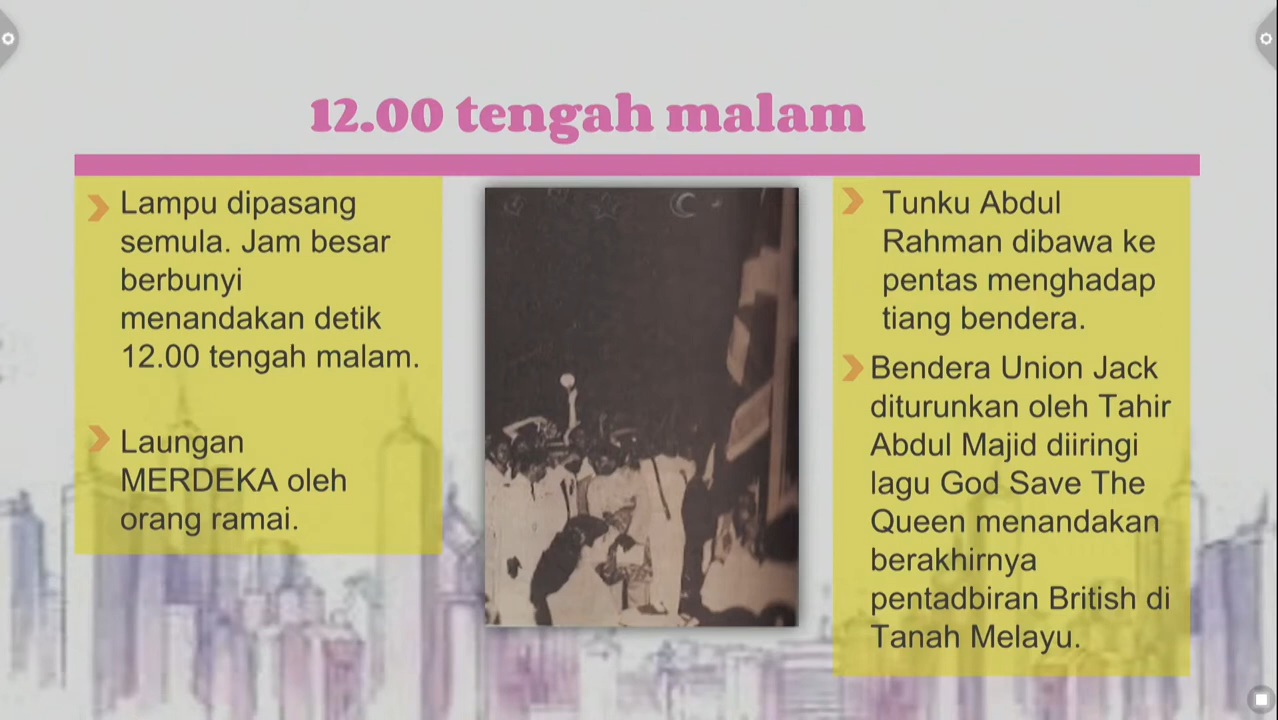 12.00 tengah malam
Lampu dipasang
semula. Jam besar
berbunyi
menandakan detik
12.00 tengah malam.
Laungan
MERDEKA oleh
orang ramai.
Tunku Abdul
Rahman dibawa ke
pentas menghadap
tiang bendera.
Bendera Union Jack
diturunkan oleh Tahir
Abdul Majid diiringi
lagu God Save The
Queen menandakan
berakhirnya
pentadbiran British di
Tanah Melayu.